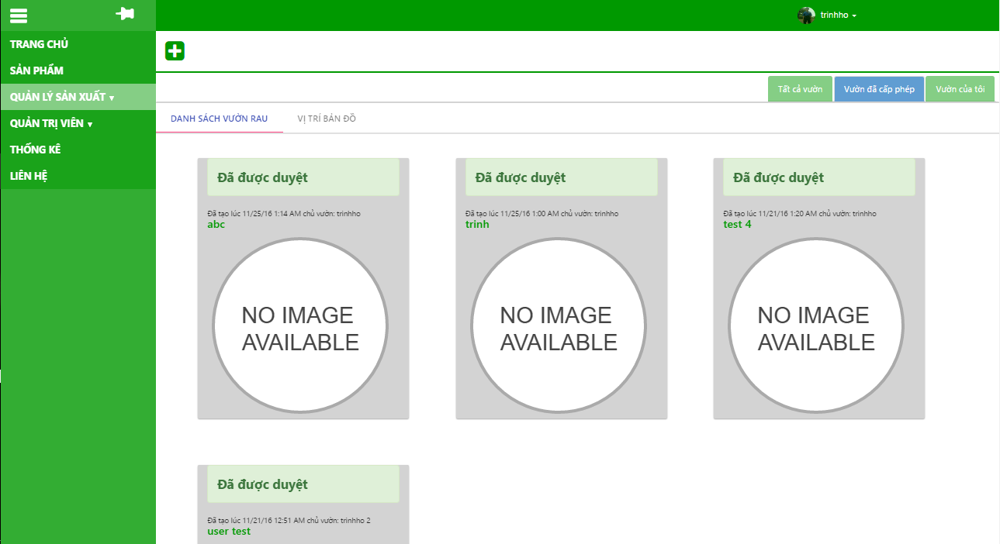 trinhho
TRANG CHỦ
SẢN PHẨM
QUẢN LÝ SẢN XUẤT ▾
QUẢN TRỊ VIÊN ▾
THỐNG KÊ
LIÊN HỆ
Tất cả vườn
Vườn đã cấp phép
Vườn của tôi
DANH SÁCH VƯỜN RAU
VỊ TRÍ BẢN ĐỒ
Đã được duyệt
Đã tạo lúc 11/25/16 1:14 AM chủ vườn: trinhho
abc
NO IMAGE
AVAILABLE
Đã được duyệt
Đã tạo lúc 11/25/16 1:00 AM chủ vườn: trinhho
trinh
NO IMAGE
AVAILABLE
Đã được duyệt
Đã tạo lúc 11/21/16 1:20 AM chủ vườn: trinhho
test 4
NO IMAGE
AVAILABLE
Đã được duyệt
Đã tạo lúc 11/21/16 12:51 AM chủ vườn: trinhho 2
user test